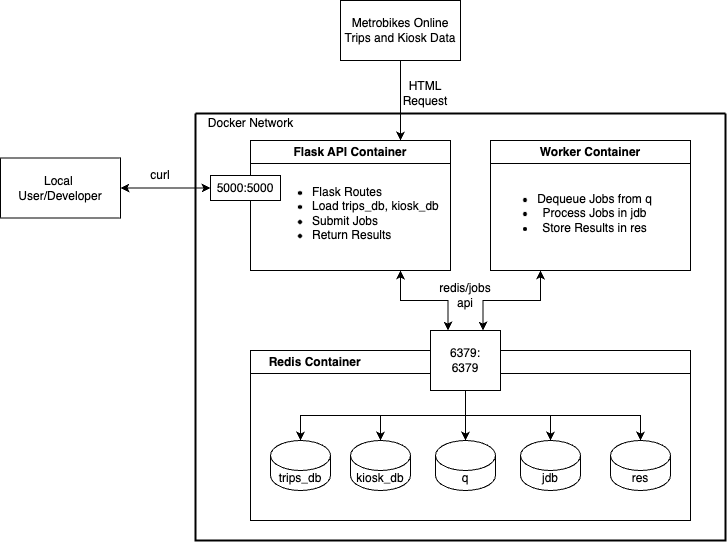 Metrobikes Online
Trips and Kiosk Data
HTML
Request
Docker Network
Flask API Container
Worker Container
Local
User/Developer
curl
5000:5000
• Flask Routes
• Load trips_db, kiosk_db
• Submit Jobs
• Return Results
• Dequeue Jobs from q
• Process Jobs in jdb
• Store Results in res
redis/jobs
api
6379:
6379
Redis Container
trips_db
kiosk_db
q
jdb
res